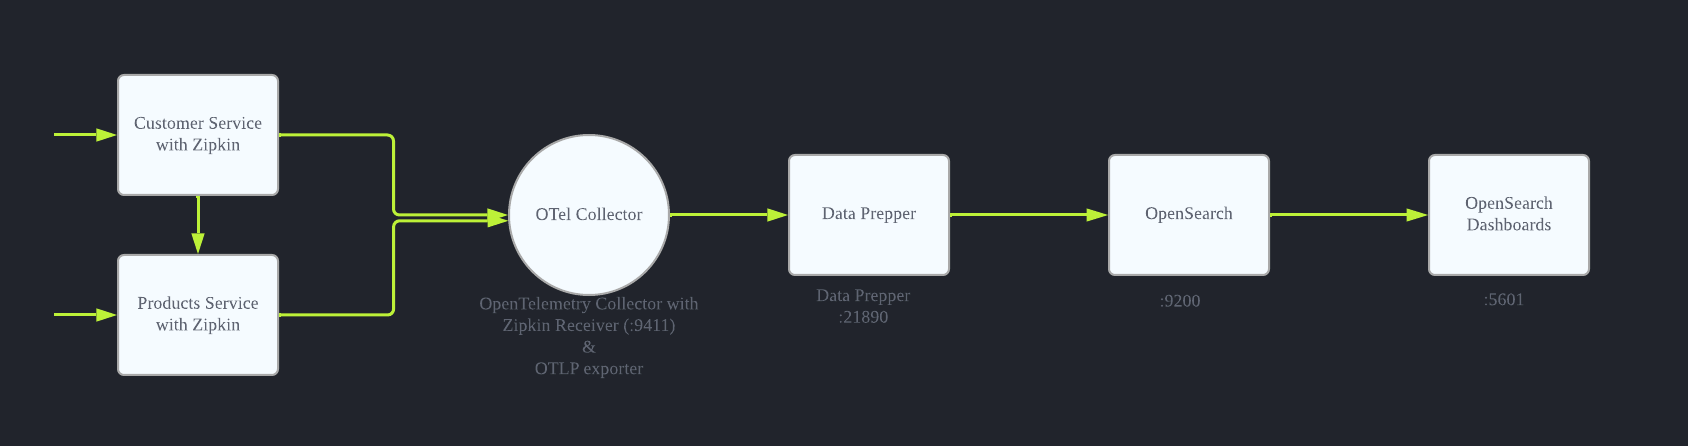 Customer Service
with Zipkin
Products Service
with Zipkin
OTel Collector
OpenTelemetry Collector with
Zipkin Receiver (:9411)
&
OTLP exporter
Data Prepper
Data Prepper
:21890
OpenSearch
:9200
OpenSearch
Dashboards
:5601